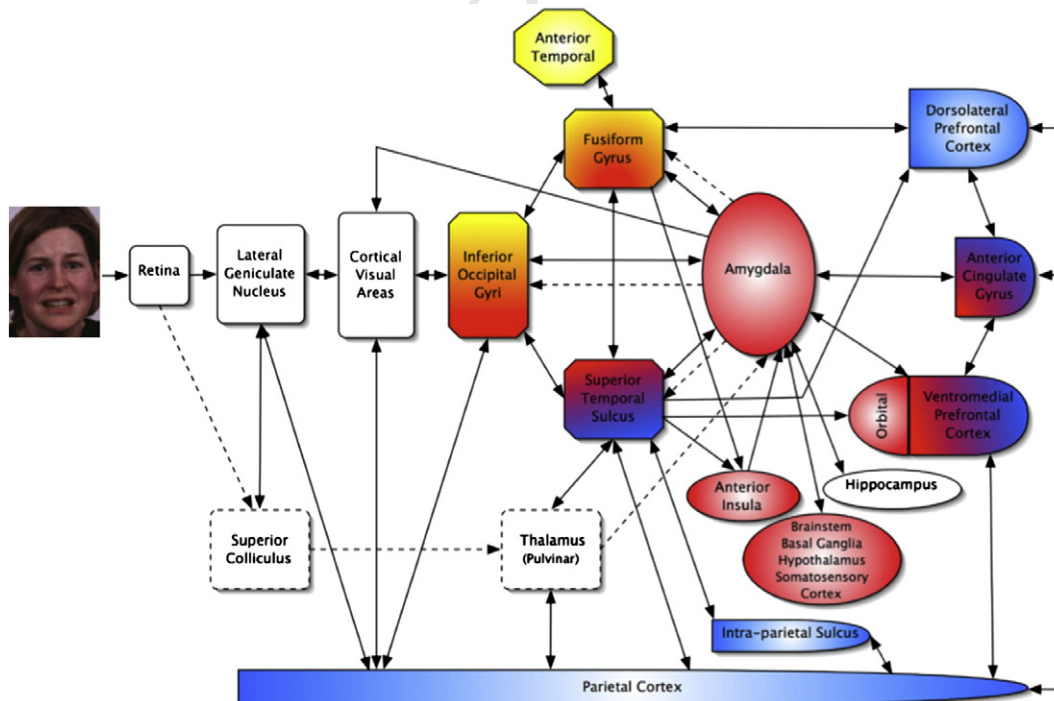 Anterior
Temporal
Fusiform
Gyrus
Dorsolateral
Prefrontal
Cortex
Retina
Lateral
Geniculate
Nucleus
Cortical
Visual
Areas
Inferior
Occipital
Gyri
Amygdala
Anterior
Cingulate
Gyrus
Superior
Temporal
Sulcus
Orbital
Ventromedial
Prefrontal
Cortex
Anterior
Insula
Hippocampus
Superior
Colliculus
Thalamus
(Pulvinar)
Brainstem
Basal Ganglia
Hypothalamus
Somatosensory
Cortex
Intra-parietal Sulcus
Parietal Cortex